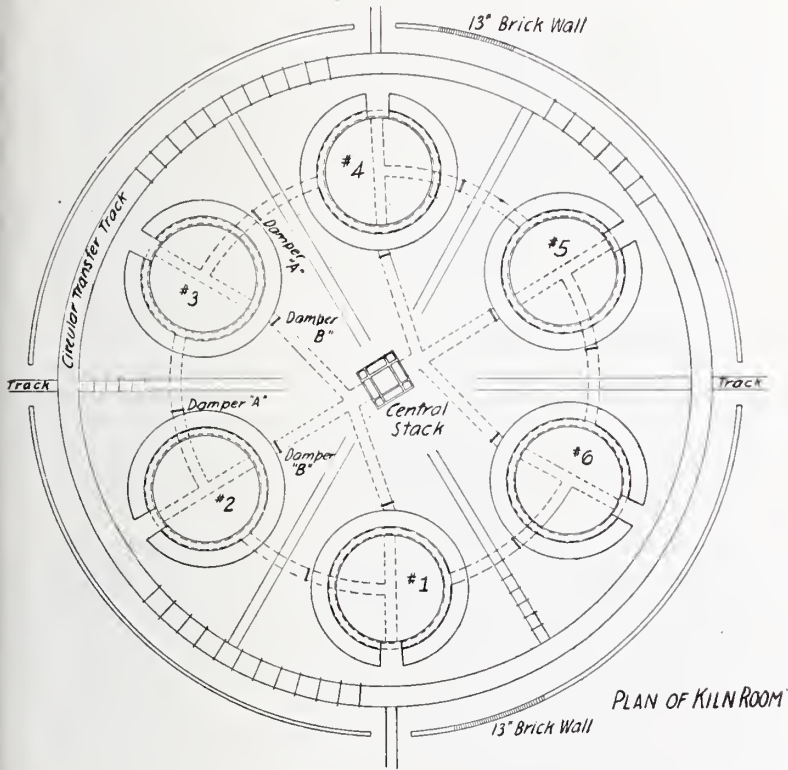 13" Brick Wall
#4
Circular Transfer Track
Damper
"A"
#5
#3
Damper
B"
Track
Track
Damper "A"
Central
Stack
Damper
"B"
#6
#2
#1
PLAN OF KILN ROOM
13" Brick Wall